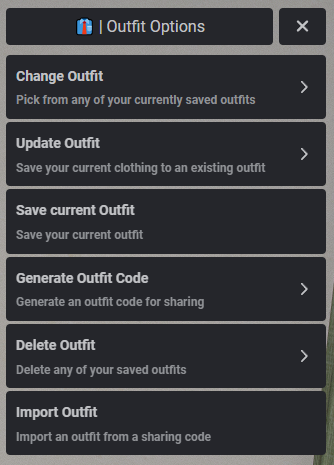 | Outfit Options
Change Outfit
Pick from any of your currently saved outfits
Update Outfit
Save your current clothing to an existing outfit
Save current Outfit
Save your current outfit
Generate Outfit Code
Generate an outfit code for sharing
Delete Outfit
Delete any of your saved outfits
Import Outfit
Import an outfit from a sharing code